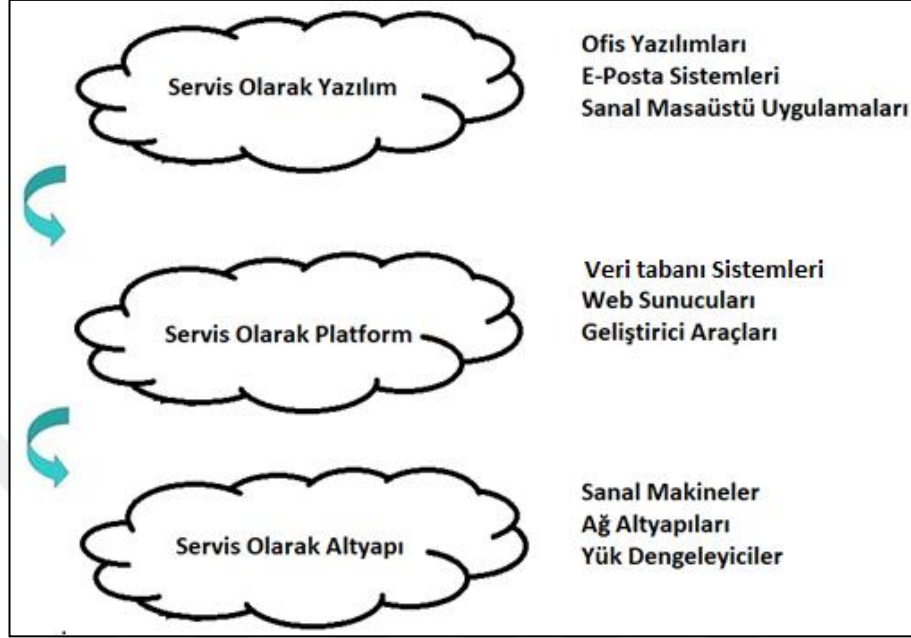 Servis Olarak Yazılım
Ofis Yazılımları
E-Posta Sistemleri
Sanal Masaüstü Uygulamaları
Servis Olarak Platform
Veri tabanı Sistemleri
Web Sunucuları
Geliştirici Araçları
Servis Olarak Altyapı
Sanal Makineler
Ağ Altyapıları
Yük Dengeleyiciler